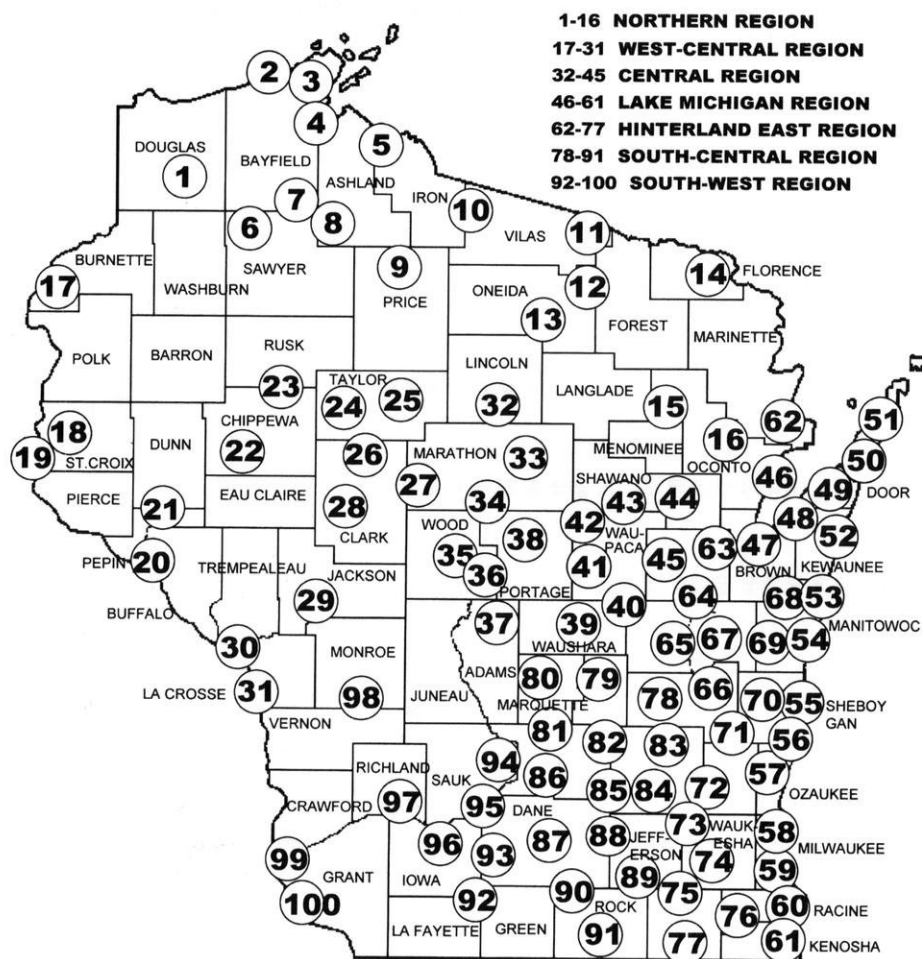 1-16 NORTHERN REGION
17-31 WEST-CENTRAL REGION
32-45 CENTRAL REGION
46-61 LAKE MICHIGAN REGION
62-77 HINTERLAND EAST REGION
78-91 SOUTH-CENTRAL REGION
92-100 SOUTH-WEST REGION
2
3
4
5
DOUGLAS
BAYFIELD
1
ASHLAND
7
IRON
10
6
8
VILAS
11
BURNETTE
9
14
FLORENCE
17
WASHBURN
SAWYER
ONEIDA
12
PRICE
13
FOREST
MARINETTE
POLK
BARRON
RUSK
LINCOLN
23
TAYLOR
LANGLADE
24
25
32
15
51
CHIPPEWA
62
18
DUNN
22
26
MARATHON
33
MENOMINEE
16
50
19
ST.CROIX
OCONTO
46
PIERCE
EAU CLAIRE
27
SHAWANO
43
44
49
DOOR
21
28
34
42
48
WOOD
38
WAU-
PACA
63
47
52
CLARK
35
45
BROWN
KEWAUNEE
PEPIN
20
TREMPEALEAU
JACKSON
36
41
29
PORTAGE
40
64
68
53
BUFFALO
37
39
MANITOWOC
30
MONROE
WAUSHARA
65
67
69
54
ADAMS
80
79
66
LA CROSSE
31
98
JUNEAU
MARQUETTE
78
70
55
SHEBOY
GAN
VERNON
81
82
83
71
56
94
RICHLAND
SAUK
86
57
OZAUKEE
CRAWFORD
97
95
DANE
85
84
72
96
87
88
JEFF-
ERSON
73
WAUK-
ESHA
58
MILWAUKEE
99
93
74
59
GRANT
IOWA
89
100
92
90
ROCK
75
76
60
RACINE
LA FAYETTE
GREEN
91
77
61
KENOSHA